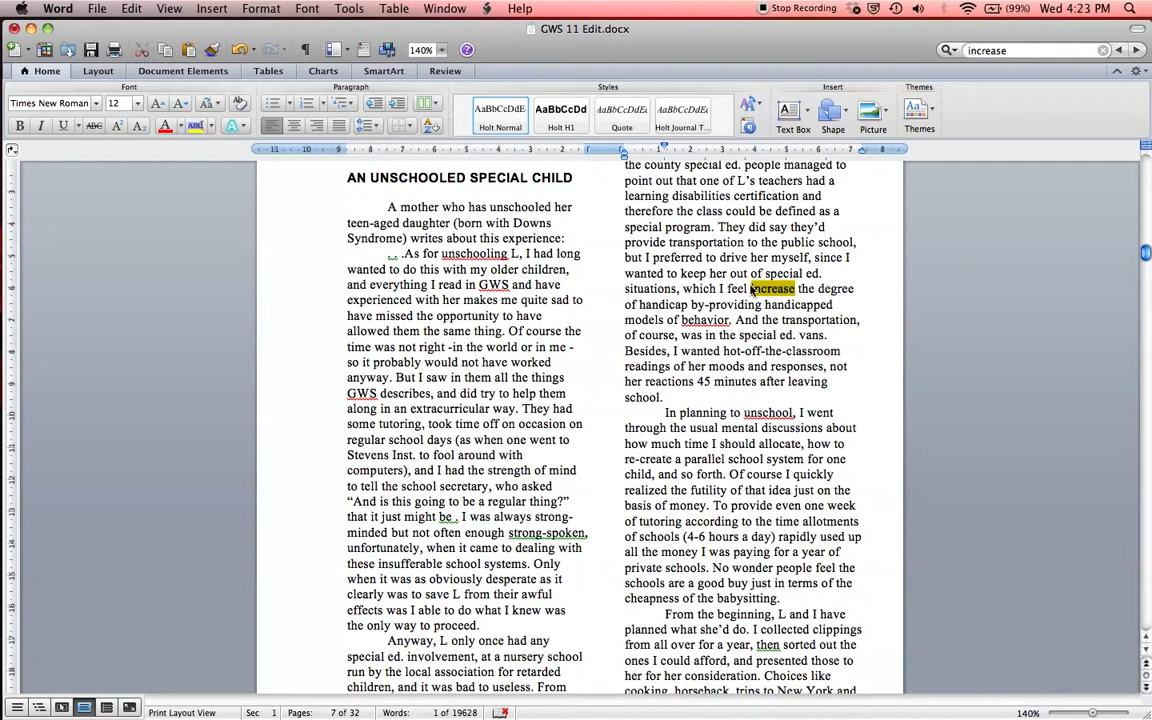 Word File Edit View Insert Format Font Tools Table Window Help
Stop Recording (99%) Wed 4:23 PM
GWS 11 Edit.docx
140% increase
Home Layout Document Elements Tables Charts SmartArt Review
Font Paragraph Styles Insert Themes
Times New Roman 12
AaBbCcDdE AaBbCcDd AaBbCcDdE AaBbCcDdE
Holt Normal Holt H1 Quote Holt Journal T...
Text Box Shape Picture Themes
AN UNSCHOOLED SPECIAL CHILD
A mother who has unschooled her
teen-aged daughter (born with Downs
Syndrome) writes about this experience:
. . .As for unschooling L, I had long
wanted to do this with my older children,
and everything I read in GWS and have
experienced with her makes me quite sad to
have missed the opportunity to have
allowed them the same thing. Of course the
time was not right -in the world or in me -
so it probably would not have worked
anyway. But I saw in them all the things
GWS describes, and did try to help them
along in an extracurricular way. They had
some tutoring, took time off on occasion on
regular school days (as when one went to
Stevens Inst. to fool around with
computers), and I had the strength of mind
to tell the school secretary, who asked
“And is this going to be a regular thing?”
that it just might be . I was always strong-
minded but not often enough strong-spoken,
unfortunately, when it came to dealing with
these insufferable school systems. Only
when it was as obviously desperate as it
clearly was to save L from their awful
effects was I able to do what I knew was
the only way to proceed.
Anyway, L only once had any
special ed. involvement, at a nursery school
run by the local association for retarded
children, and it was bad to useless. From
the county special ed. people managed to
point out that one of L’s teachers had a
learning disabilities certification and
therefore the class could be defined as a
special program. They did say they’d
provide transportation to the public school,
but I preferred to drive her myself, since I
wanted to keep her out of special ed.
situations, which I feel increase the degree
of handicap by-providing handicapped
models of behavior. And the transportation,
of course, was in the special ed. vans.
Besides, I wanted hot-off-the-classroom
readings of her moods and responses, not
her reactions 45 minutes after leaving
school.
In planning to unschool, I went
through the usual mental discussions about
how much time I should allocate, how to
re-create a parallel school system for one
child, and so forth. Of course I quickly
realized the futility of that idea just on the
basis of money. To provide even one week
of tutoring according to the time allotments
of schools (4-6 hours a day) rapidly used up
all the money I was paying for a year of
private schools. No wonder people feel the
schools are a good buy just in terms of the
cheapness of the babysitting.
From the beginning, L and I have
planned what she’d do. I collected clippings
from all over for a year, then sorted out the
ones I could afford, and presented those to
her for her consideration. Choices like
cooking, horseback, trips to New York and
Print Layout View Sec 1 Pages: 7 of 32 Words: 1 of 19628 140%